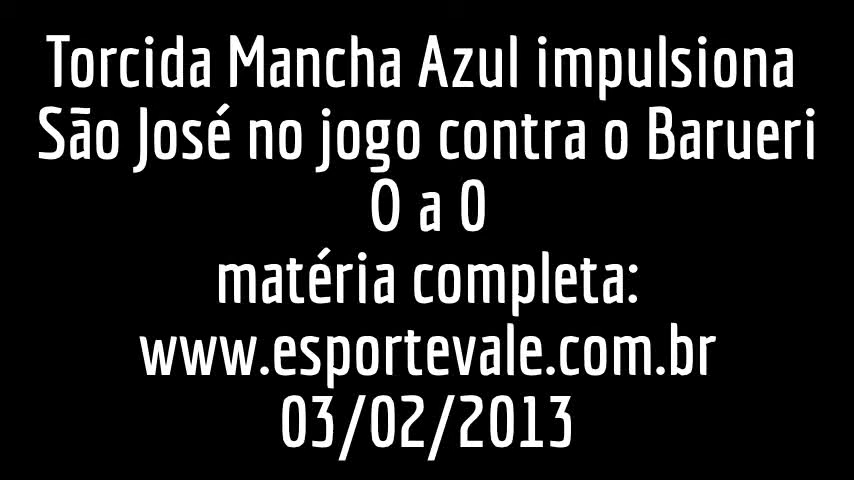 Torcida Mancha Azul impulsiona
São José no jogo contra o Barueri
0 a 0
matéria completa:
www.esportevale.com.br
03/02/2013